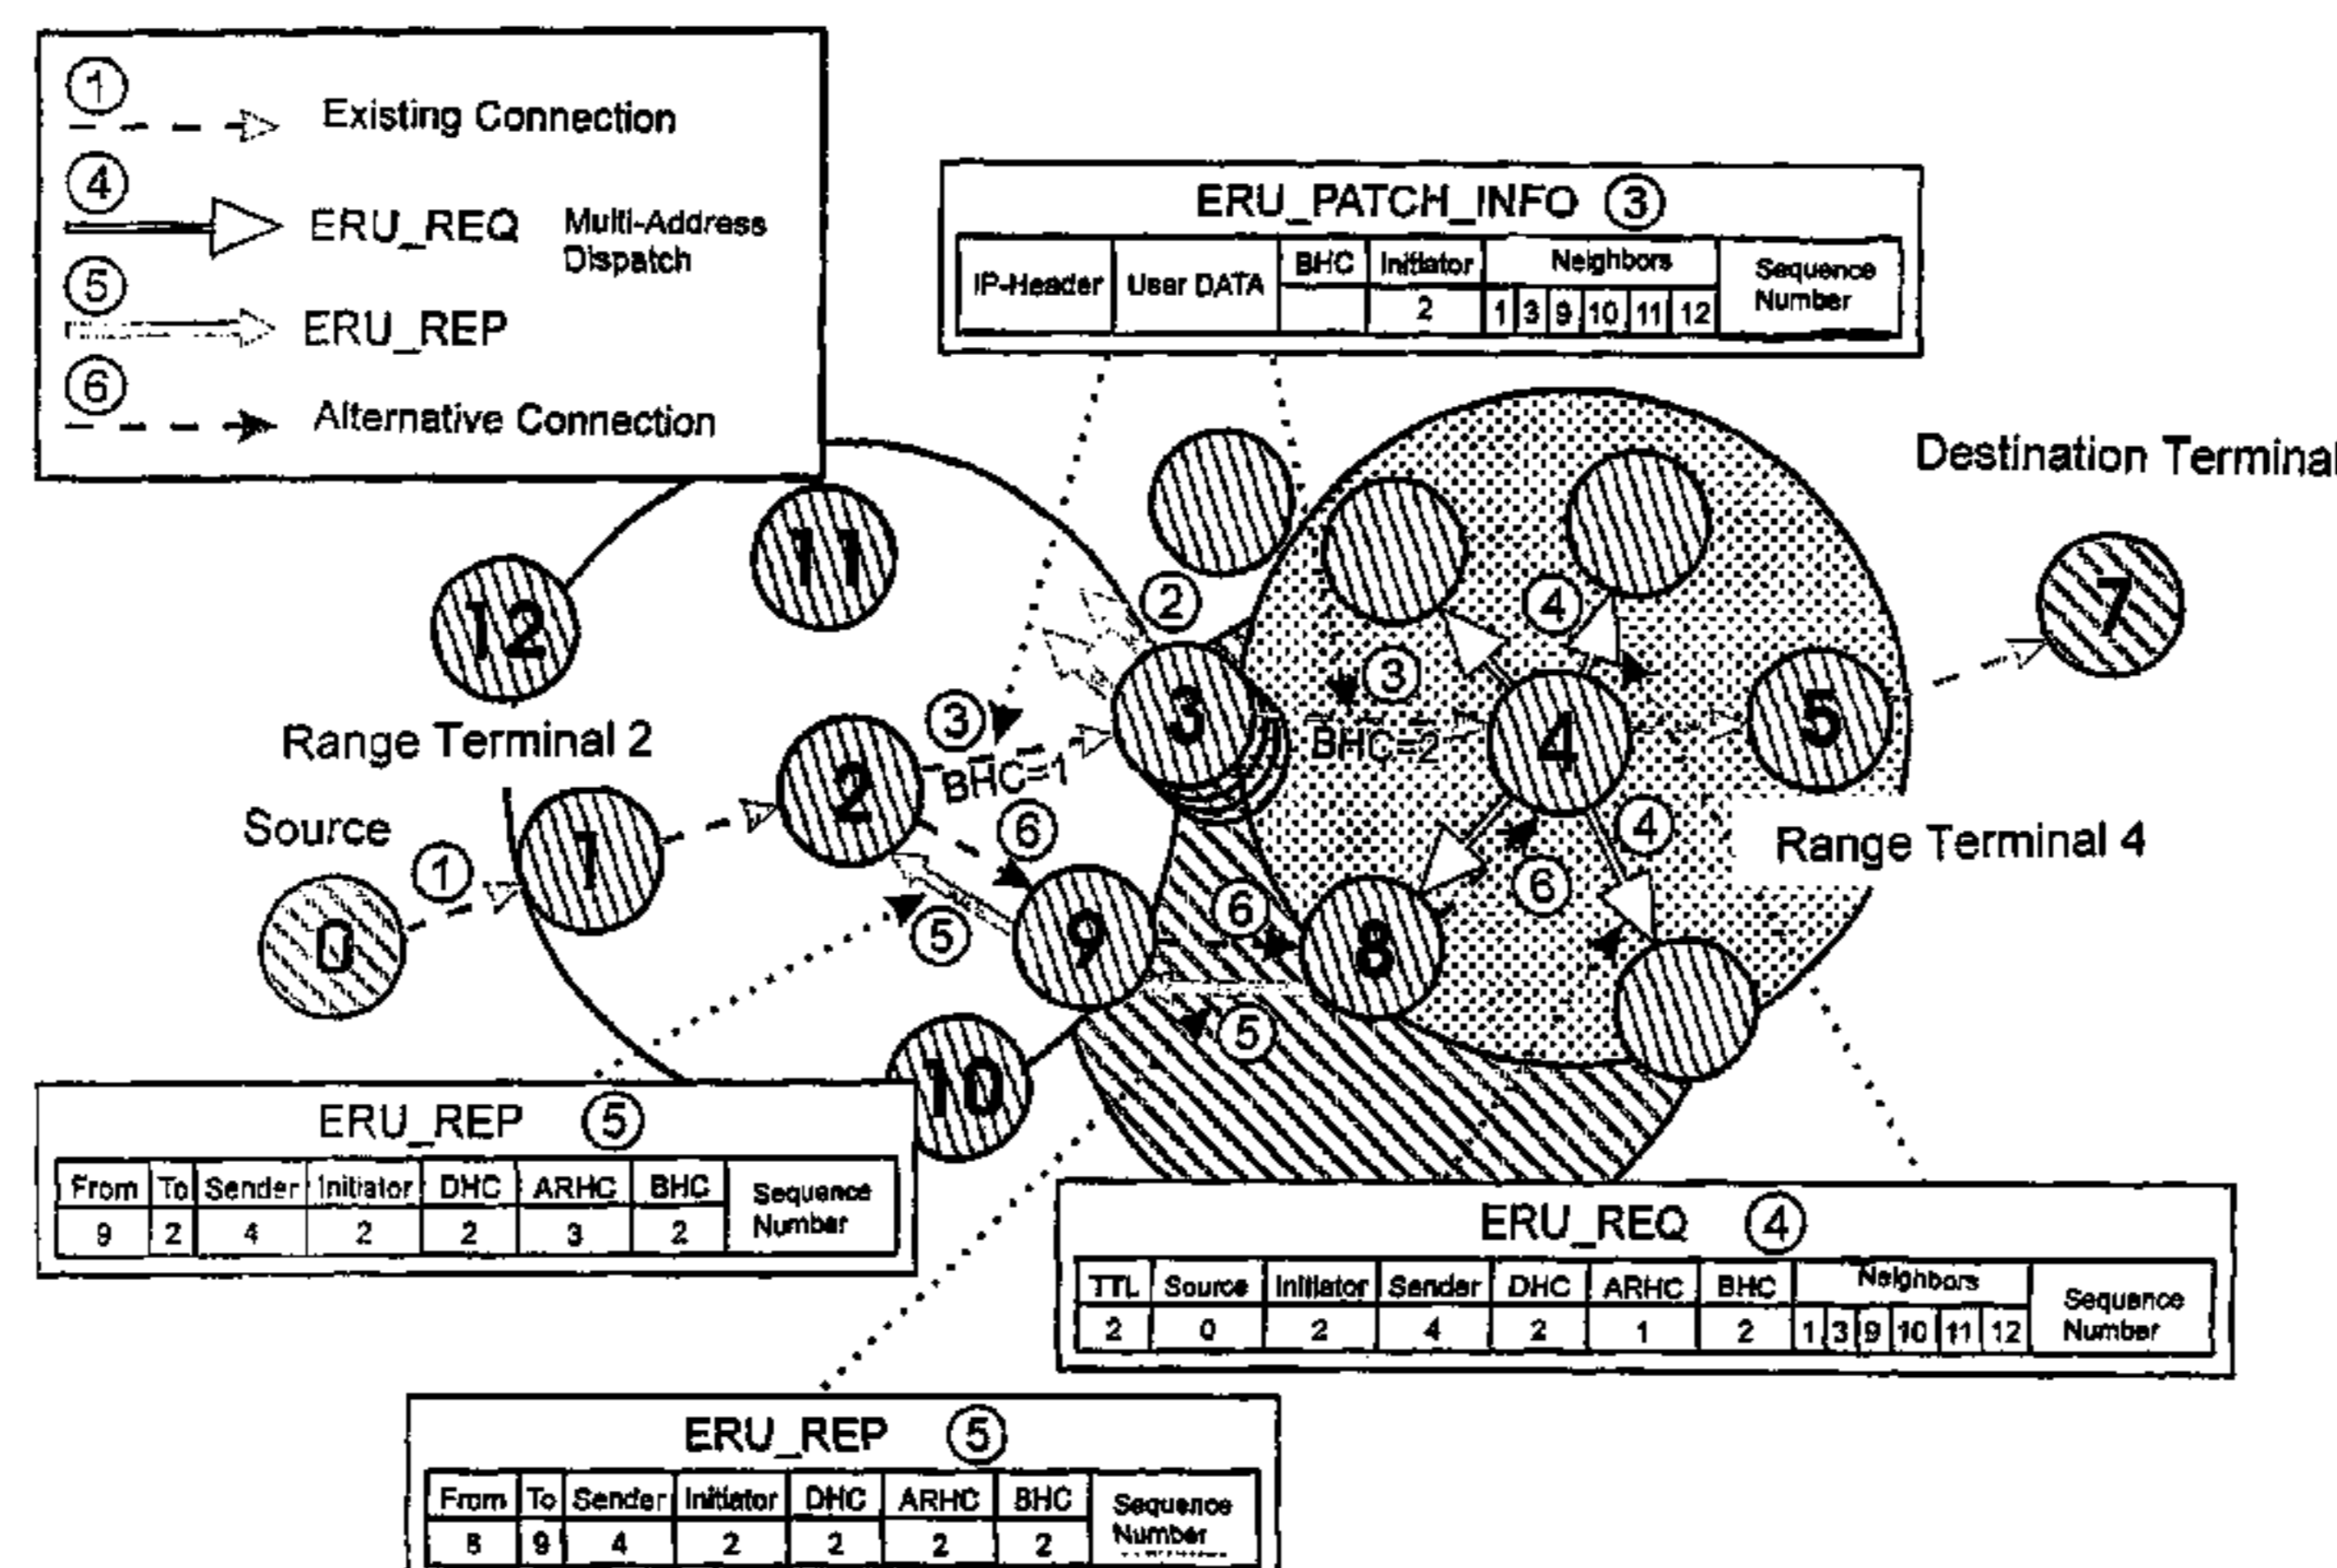 ①
Existing Connection
④
ERU_REQ Multi-Address Dispatch
⑤
ERU_REP
⑥
Alternative Connection
ERU_PATCH_INFO ③
IP-Header User DATA BHC Initiator Neighbors Sequence Number
2 1 3 9 10 11 12
Destination Terminal
11
12
②
④
7
③
3
③
5
Range Terminal 2
BHC=1
BHC=2
4
2
Source
⑥
④
Range Terminal 4
①
1
⑥
⑥
0
⑤
9
8
⑤
10
ERU_REP ⑤
From To Sender Initiator DHC ARHC BHC Sequence Number
9 2 4 2 2 3 2
ERU_REQ ④
TTL Source Initiator Sender DHC ARHC BHC Neighbors Sequence Number
2 0 2 4 2 1 2 1 3 9 10 11 12
ERU_REP ⑤
From To Sender Initiator DHC ARHC BHC Sequence Number
8 9 4 2 2 2 2